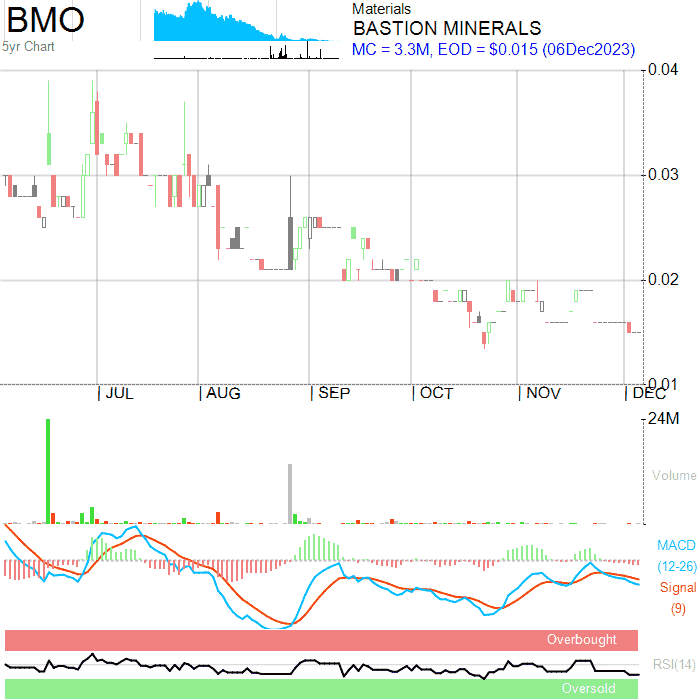 BMO
5yr Chart
Materials
BASTION MINERALS
MC = 3.3M, EOD = $0.015 (06Dec2023)
0.04
0.03
0.02
0.01
JUL
AUG
SEP
OCT
NOV
DEC
24M
Volume
MACD
(12-26)
Signal
(9)
Overbought
RSI(14)
Oversold